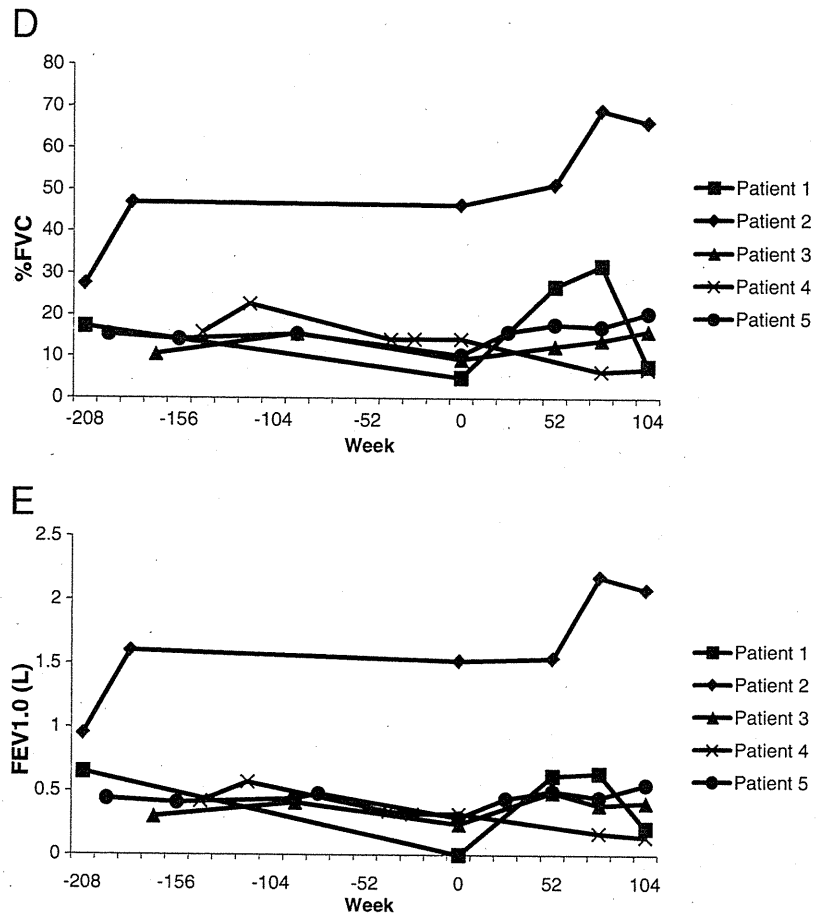 D
80
70
60
50
40
30
20
10
0
%FVC
-208 -156 -104 -52 0 52 104
Week
Patient 1
Patient 2
Patient 3
Patient 4
Patient 5
E
2.5
2
1.5
1
0.5
0
FEV1.0 (L)
-208 -156 -104 -52 0 52 104
Week
Patient 1
Patient 2
Patient 3
Patient 4
Patient 5